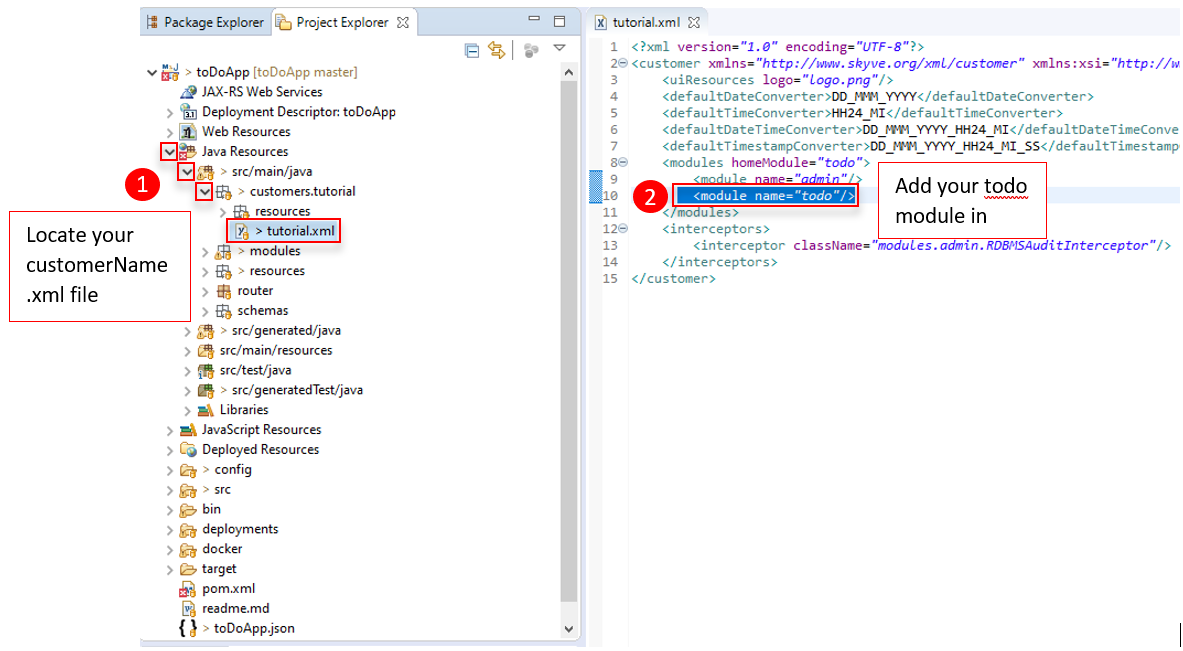 Package Explorer Project Explorer
> toDoApp [toDoApp master]
JAX-RS Web Services
Deployment Descriptor: toDoApp
Web Resources
Java Resources
> src/main/java
> customers.tutorial
resources
> tutorial.xml
> modules
> resources
router
schemas
> src/generated/java
src/main/resources
src/test/java
> src/generatedTest/java
Libraries
JavaScript Resources
Deployed Resources
> config
> src
bin
deployments
docker
target
pom.xml
readme.md
> toDoApp.json
1
Locate your
customerName
.xml file
tutorial.xml
1 <?xml version="1.0" encoding="UTF-8"?>
2 <customer xmlns="http://www.skyve.org/xml/customer" xmlns:xsi="http://w
3 <uiResources logo="logo.png"/>
4 <defaultDateConverter>DD_MMM_YYYY</defaultDateConverter>
5 <defaultTimeConverter>HH24_MI</defaultTimeConverter>
6 <defaultDateTimeConverter>DD_MMM_YYYY_HH24_MI</defaultDateTimeConve
7 <defaultTimestampConverter>DD_MMM_YYYY_HH24_MI_SS</defaultTimestamp
8 <modules homeModule="todo">
9 <module name="admin"/>
10 <module name="todo"/>
11 </modules>
12 <interceptors>
13 <interceptor className="modules.admin.RDBMSAuditInterceptor"/>
14 </interceptors>
15 </customer>
2
Add your todo
module in